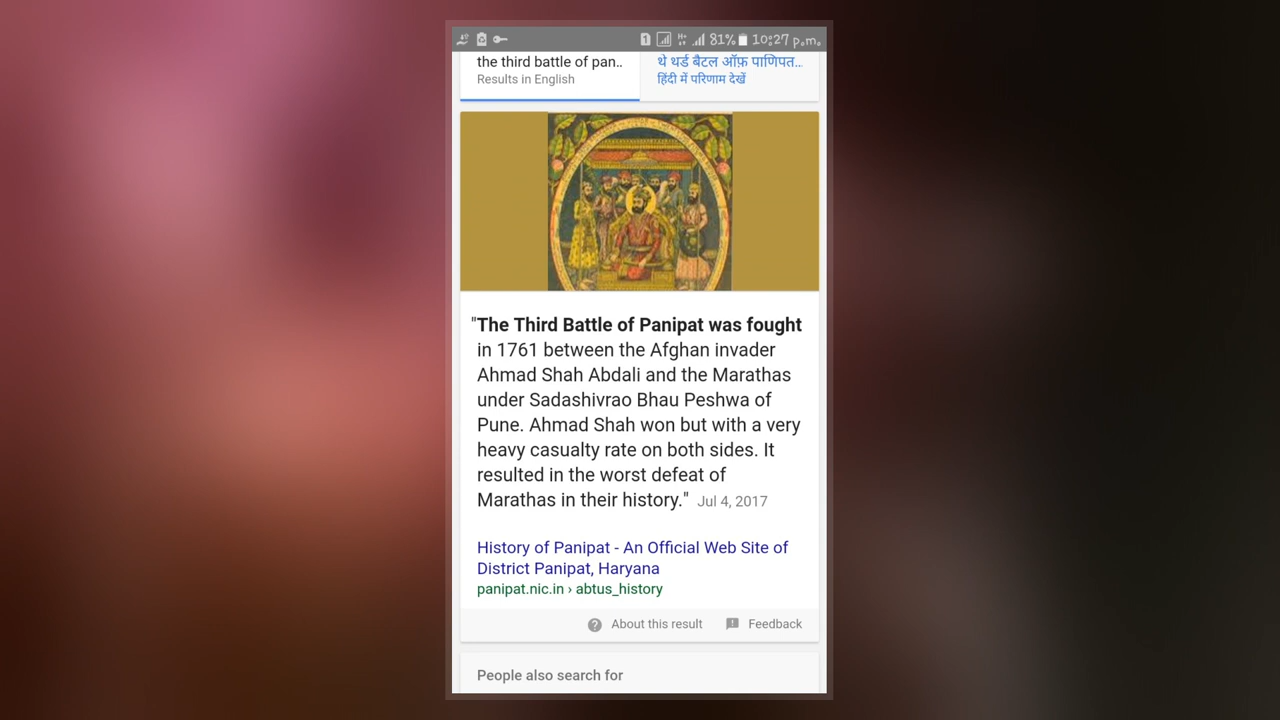 1 H+ 81% 10:27 p.m.
the third battle of pan..
Results in English
थे थर्ड बैटल ऑफ़ पाणिपत...
हिंदी में परिणाम देखें
"The Third Battle of Panipat was fought
in 1761 between the Afghan invader
Ahmad Shah Abdali and the Marathas
under Sadashivrao Bhau Peshwa of
Pune. Ahmad Shah won but with a very
heavy casualty rate on both sides. It
resulted in the worst defeat of
Marathas in their history." Jul 4, 2017
History of Panipat - An Official Web Site of
District Panipat, Haryana
panipat.nic.in › abtus_history
About this result Feedback
People also search for